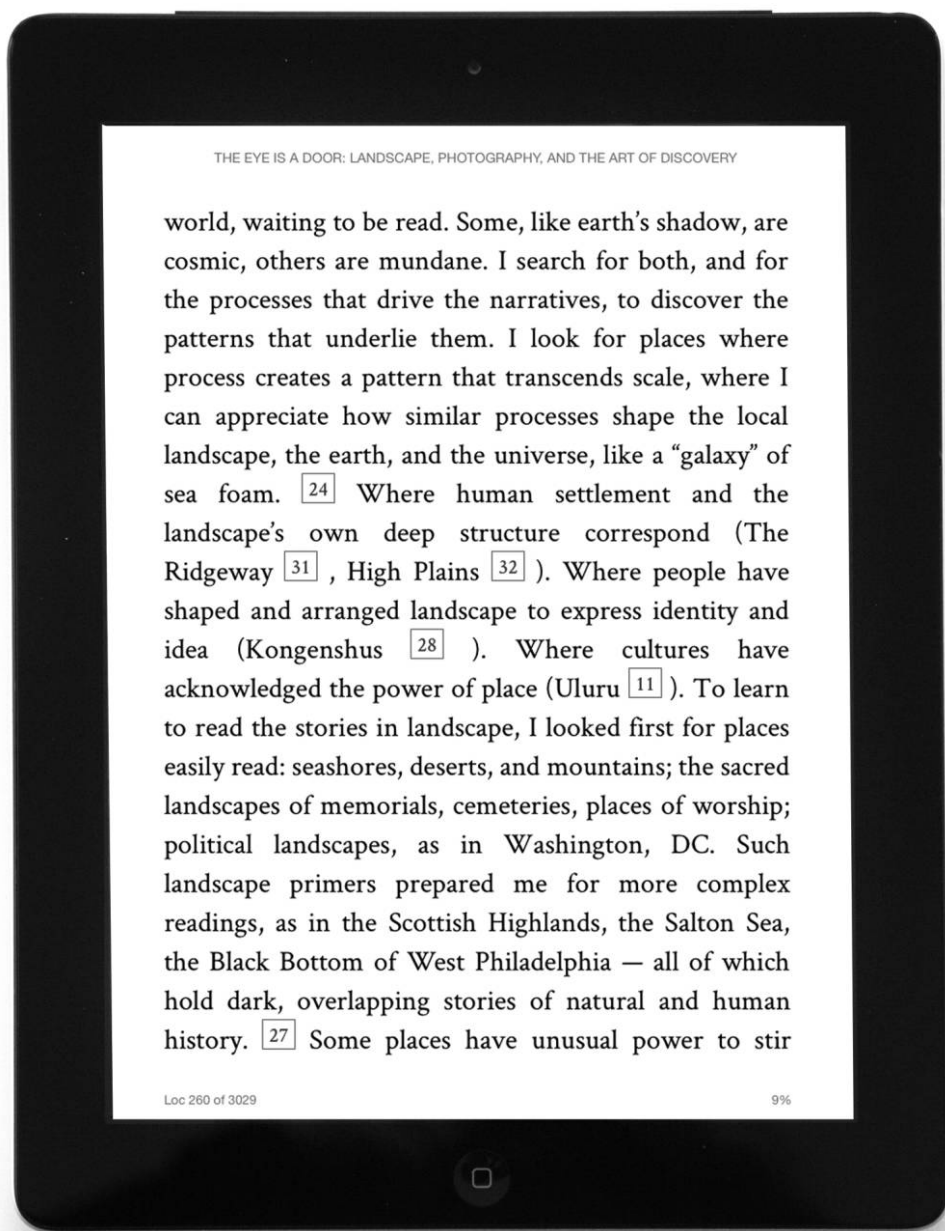 THE EYE IS A DOOR: LANDSCAPE, PHOTOGRAPHY, AND THE ART OF DISCOVERY
world, waiting to be read. Some, like earth’s shadow, are
cosmic, others are mundane. I search for both, and for
the processes that drive the narratives, to discover the
patterns that underlie them. I look for places where
process creates a pattern that transcends scale, where I
can appreciate how similar processes shape the local
landscape, the earth, and the universe, like a “galaxy” of
sea foam. 24 Where human settlement and the
landscape’s own deep structure correspond (The
Ridgeway 31 , High Plains 32 ). Where people have
shaped and arranged landscape to express identity and
idea (Kongenshus 28 ). Where cultures have
acknowledged the power of place (Uluru 11 ). To learn
to read the stories in landscape, I looked first for places
easily read: seashores, deserts, and mountains; the sacred
landscapes of memorials, cemeteries, places of worship;
political landscapes, as in Washington, DC. Such
landscape primers prepared me for more complex
readings, as in the Scottish Highlands, the Salton Sea,
the Black Bottom of West Philadelphia — all of which
hold dark, overlapping stories of natural and human
history. 27 Some places have unusual power to stir
Loc 260 of 3029 9%